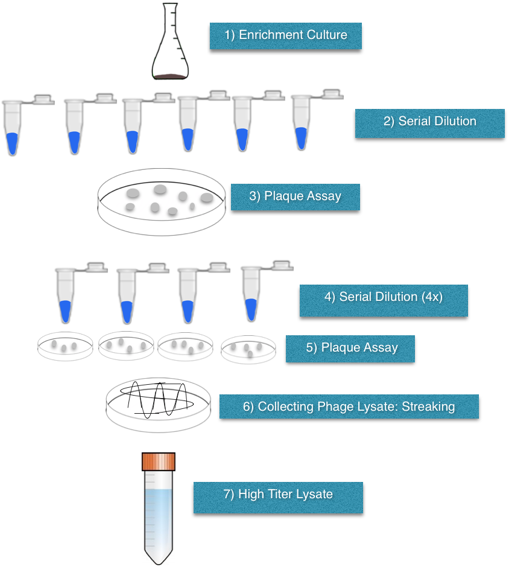 1) Enrichment Culture
2) Serial Dilution
3) Plaque Assay
4) Serial Dilution (4x)
5) Plaque Assay
6) Collecting Phage Lysate: Streaking
7) High Titer Lysate